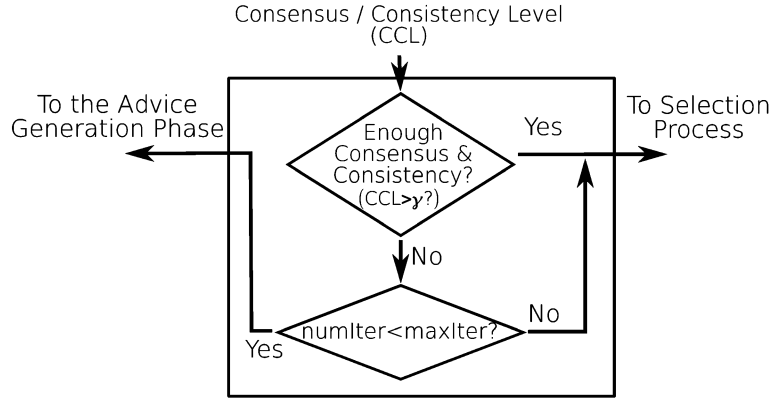 Consensus / Consistency Level
(CCL)
To the Advice
Generation Phase
To Selection
Process
Enough
Consensus &
Consistency?
(CCL>γ?)
Yes
No
numIter<maxIter?
No
Yes